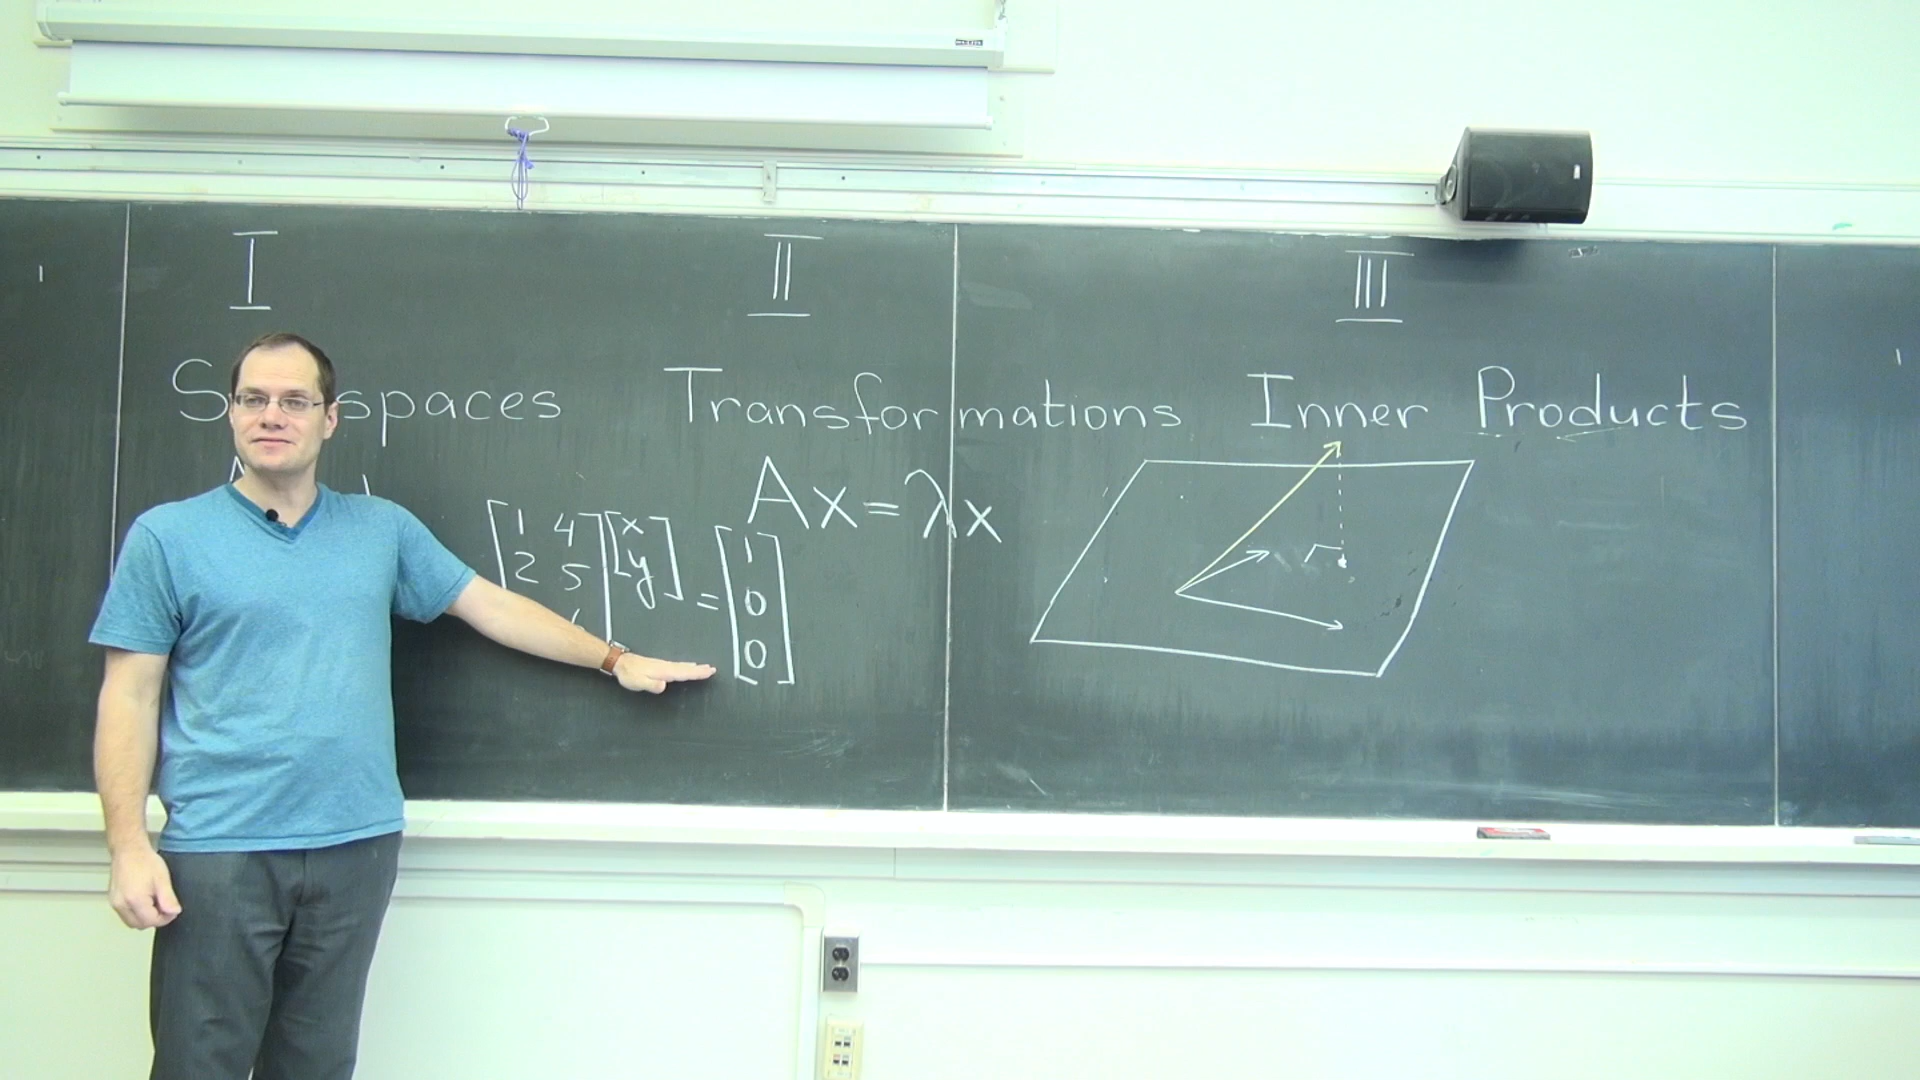 I
II
III
spaces
Transformations
Inner Products
Ax = λx
1 4
2 5
x
y
=
1
0
0